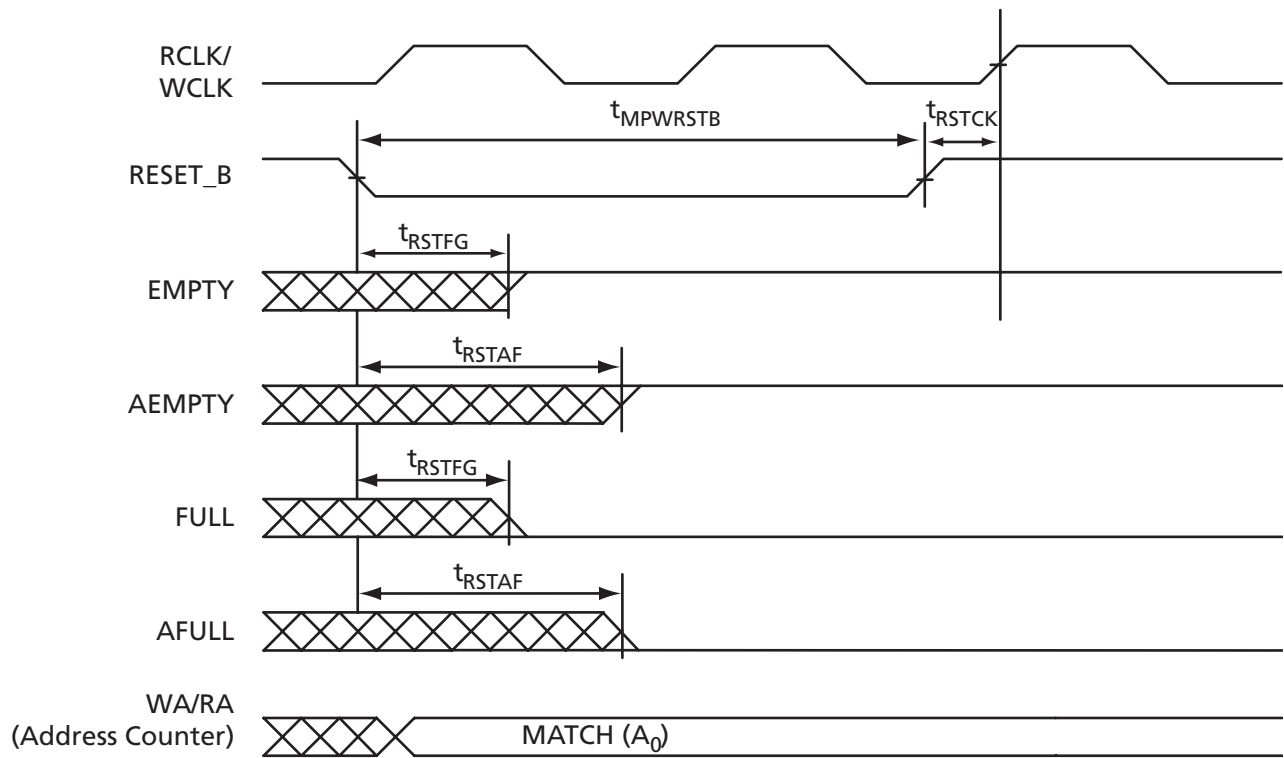 RCLK/
WCLK
tMPWRSTB
tRSTCK
RESET_B
tRSTFG
EMPTY
tRSTAF
AEMPTY
tRSTFG
FULL
tRSTAF
AFULL
WA/RA
(Address Counter)
MATCH (A0)